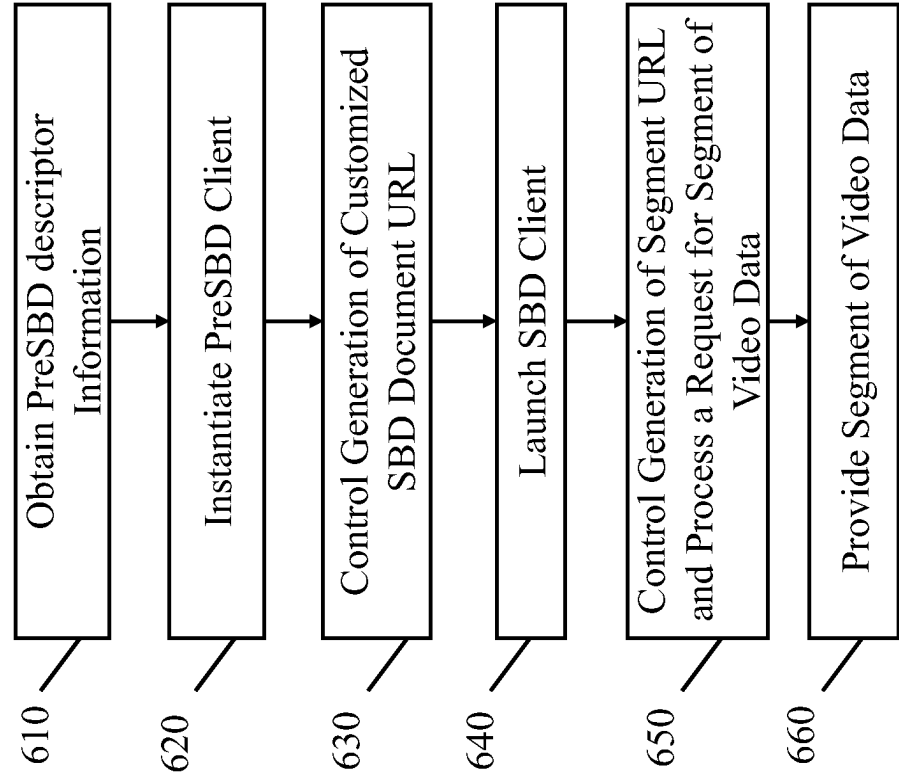 610
Obtain PreSBD descriptor
Information
620
Instantiate PreSBD Client
630
Control Generation of Customized
SBD Document URL
640
Launch SBD Client
650
Control Generation of Segment URL
and Process a Request for Segment of
Video Data
660
Provide Segment of Video Data